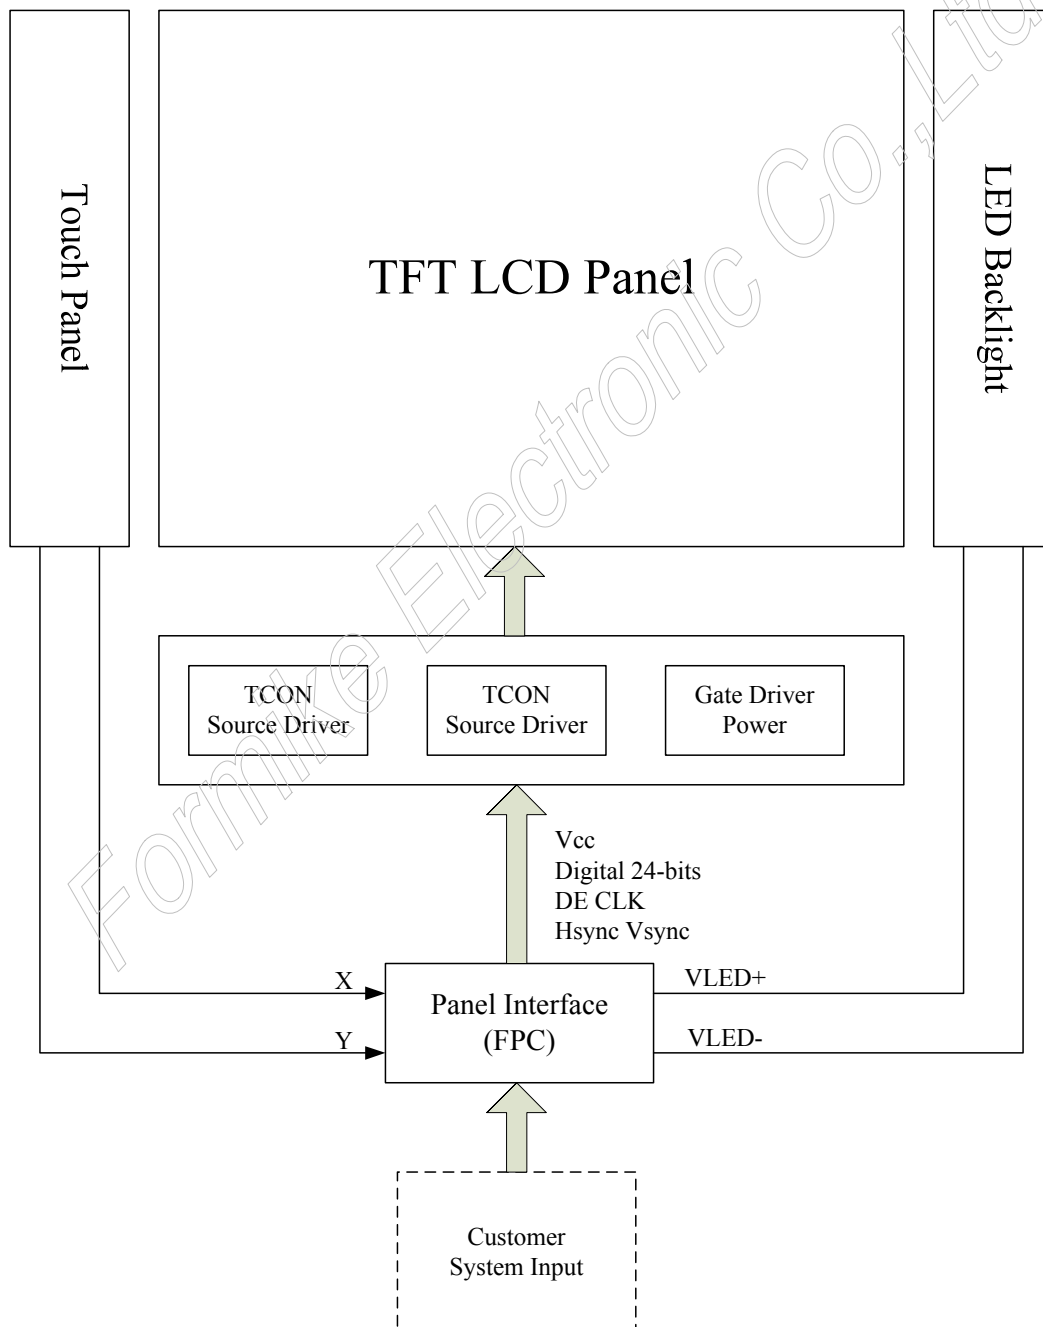 Touch Panel
TFT LCD Panel
LED Backlight
TCON
Source Driver
TCON
Source Driver
Gate Driver
Power
Vcc
Digital 24-bits
DE CLK
Hsync Vsync
X
Y
Panel Interface
(FPC)
VLED+
VLED-
Customer
System Input
Formike Electronic Co.,Ltd